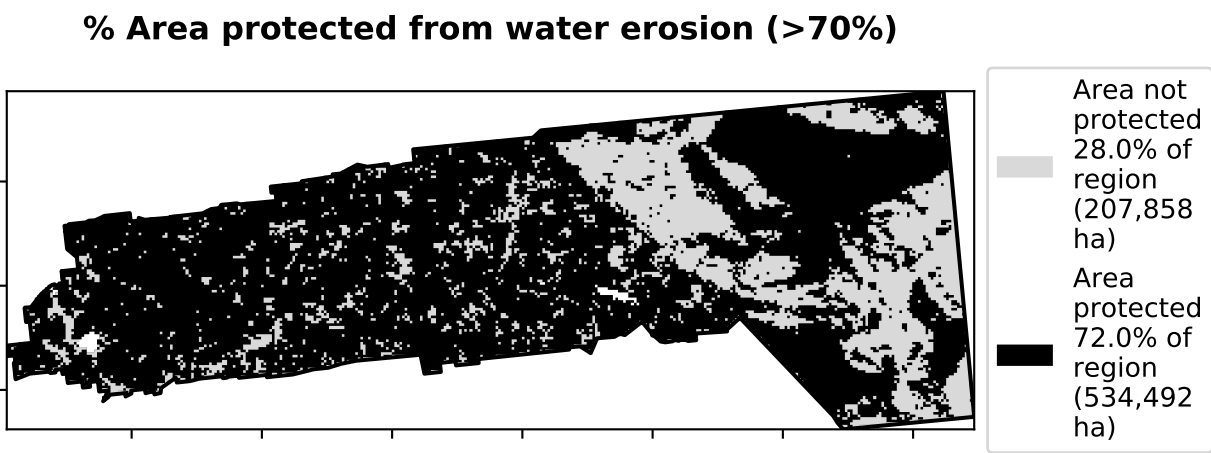 % Area protected from water erosion (>70%)
Area not
protected
28.0% of
region
(207,858
ha)
Area
protected
72.0% of
region
(534,492
ha)